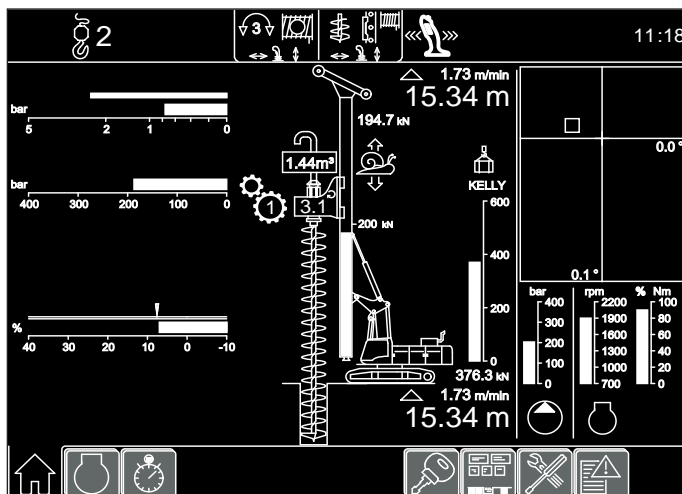 2
3
11:18
1.73 m/min
15.34 m
bar
5 2 1 0
194.7 kN
0.0 °
1.44m³
KELLY
bar
400 300 200 100 0
1
3.1
600
200 kN
400
0.1 °
bar
rpm
% Nm
400
300
200
100
0
2200
1900
1600
1300
1000
700
100
80
60
40
20
0
200
0
%
40 30 20 10 0 -10
376.3 kN
1.73 m/min
15.34 m